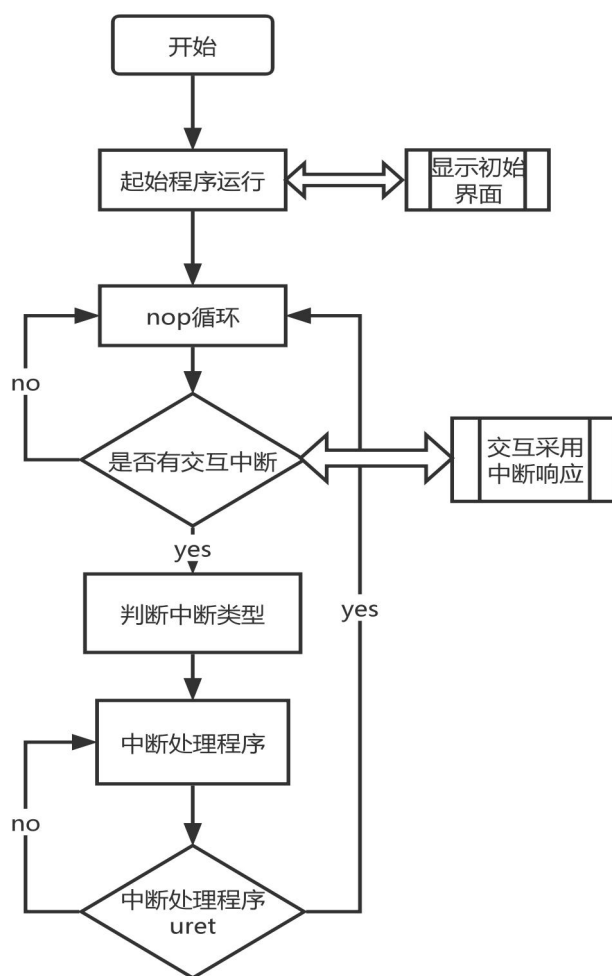 开始
起始程序运行
显示初始
界面
nop循环
no
是否有交互中断
交互采用
中断响应
yes
判断中断类型
yes
中断处理程序
no
中断处理程序
uret